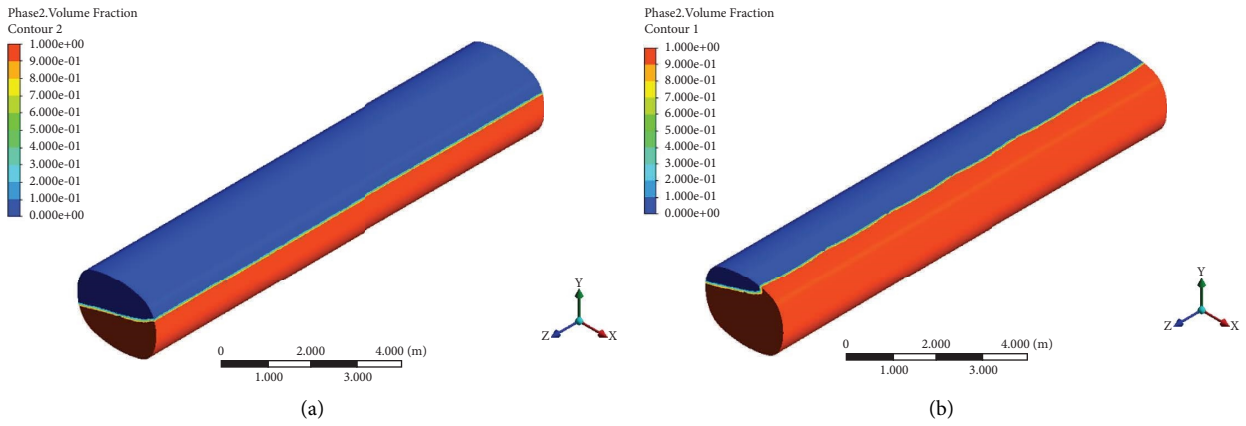 Phase2.Volume Fraction
Contour 2
1.000e+00
9.000e-01
8.000e-01
7.000e-01
6.000e-01
5.000e-01
4.000e-01
3.000e-01
2.000e-01
1.000e-01
0.000e+00
Y
Z X
0 2.000 4.000 (m)
1.000 3.000
(a)
Phase2.Volume Fraction
Contour 1
1.000e+00
9.000e-01
8.000e-01
7.000e-01
6.000e-01
5.000e-01
4.000e-01
3.000e-01
2.000e-01
1.000e-01
0.000e+00
Y
Z X
0 2.000 4.000 (m)
1.000 3.000
(b)